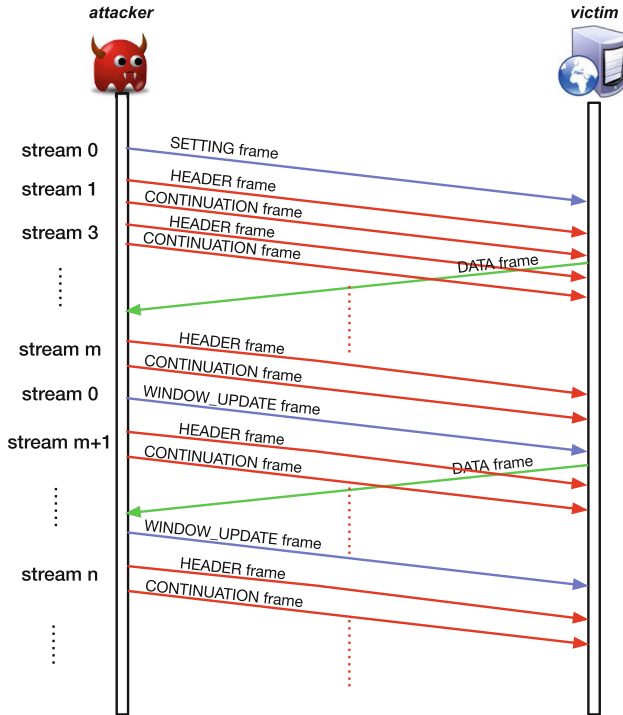 attacker
victim
stream 0
SETTING frame
stream 1
HEADER frame
CONTINUATION frame
stream 3
HEADER frame
CONTINUATION frame
DATA frame
stream m
HEADER frame
CONTINUATION frame
stream 0
WINDOW_UPDATE frame
stream m+1
HEADER frame
CONTINUATION frame
DATA frame
WINDOW_UPDATE frame
stream n
HEADER frame
CONTINUATION frame